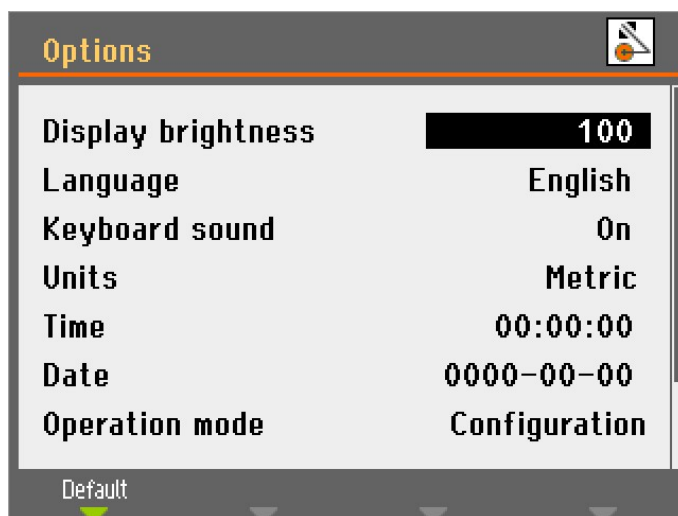 Options
Display brightness 100
Language English
Keyboard sound On
Units Metric
Time 00:00:00
Date 0000-00-00
Operation mode Configuration
Default